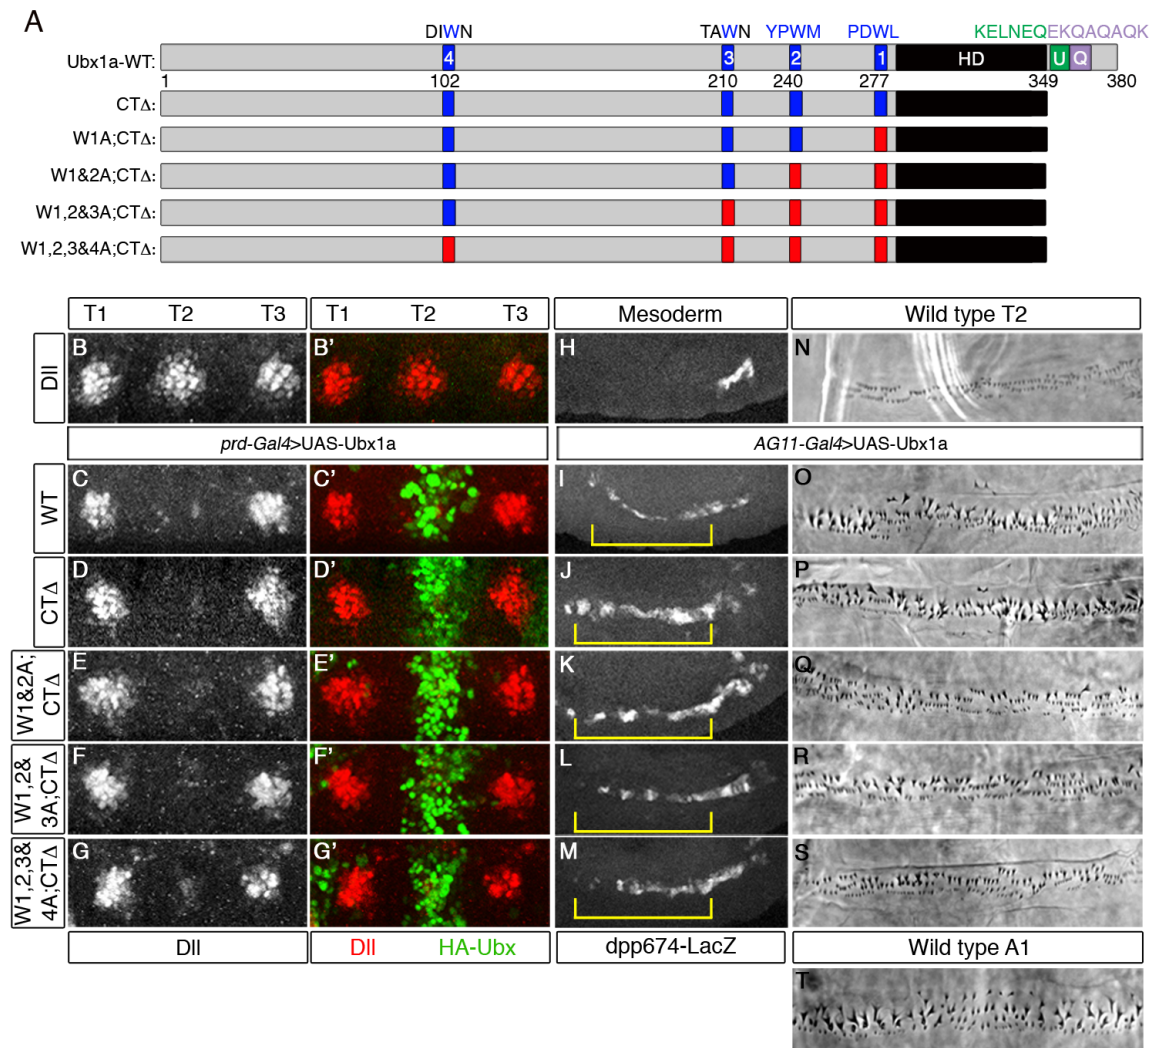 A
DIWN TAWN YPWM PDWL KELNEQEKQAQAQK
Ubx1a-WT: 4 3 2 1 HD U Q
1 102 210 240 277 349 380
CTΔ:
W1A;CTΔ:
W1&2A;CTΔ:
W1,2&3A;CTΔ:
W1,2,3&4A;CTΔ:
T1 T2 T3 T1 T2 T3 Mesoderm Wild type T2
Dll B B' H N
prd-Gal4>UAS-Ubx1a AG11-Gal4>UAS-Ubx1a
WT C C' I O
CTΔ D D' J P
W1&2A;
CTΔ
E E' K Q
W1,2&
3A;CTΔ
F F' L R
W1,2,3&
4A;CTΔ
G G' M S
Dll Dll HA-Ubx dpp674-LacZ Wild type A1
T